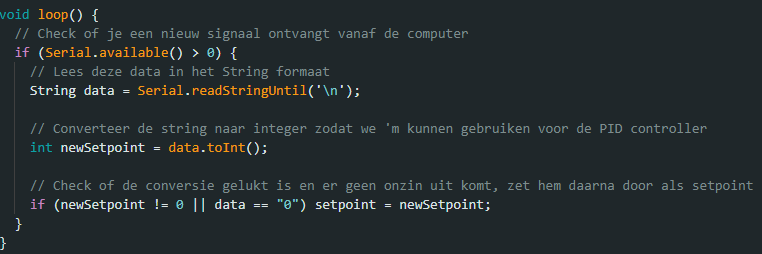 void loop() {
// Check of je een nieuw signaal ontvangt vanaf de computer
if (Serial.available() > 0) {
// Lees deze data in het String formaat
String data = Serial.readStringUntil('\n');
// Converteer de string naar integer zodat we 'm kunnen gebruiken voor de PID controller
int newSetpoint = data.toInt();
// Check of de conversie gelukt is en er geen onzin uit komt, zet hem daarna door als setpoint
if (newSetpoint != 0 || data == "0") setpoint = newSetpoint;
}
}